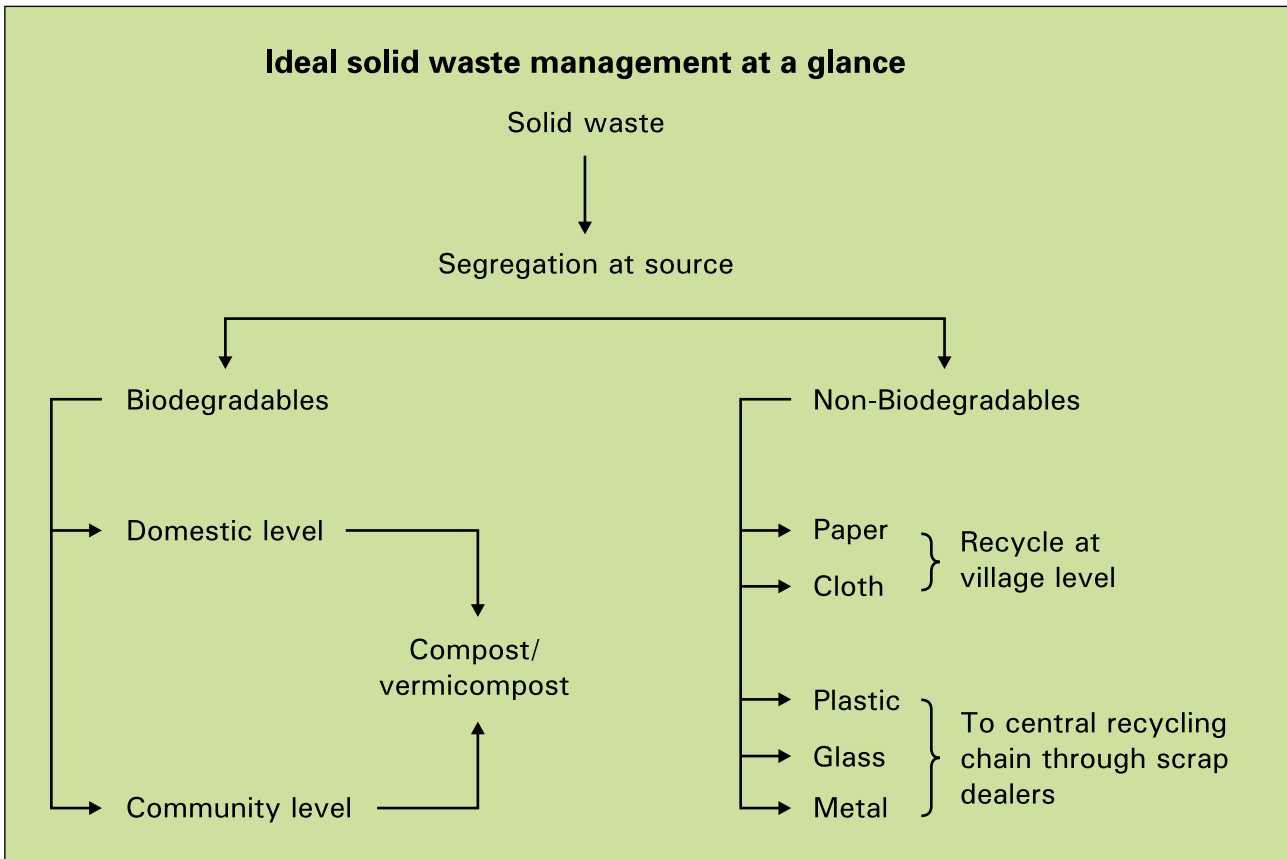 Ideal solid waste management at a glance
Solid waste
Segregation at source
Biodegradables
Domestic level
Compost/
vermicompost
Community level
Non-Biodegradables
Paper
Cloth
Recycle at
village level
Plastic
Glass
Metal
To central recycling
chain through scrap
dealers